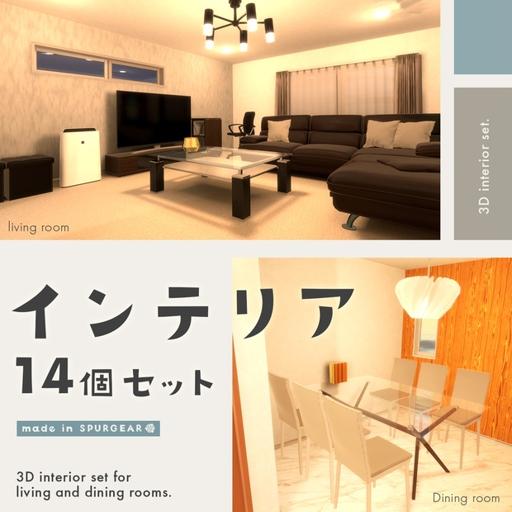 living room
3D interior set.
インテリア
14個セット
made in SPURGEAR
3D interior set for
living and dining rooms.
Dining room